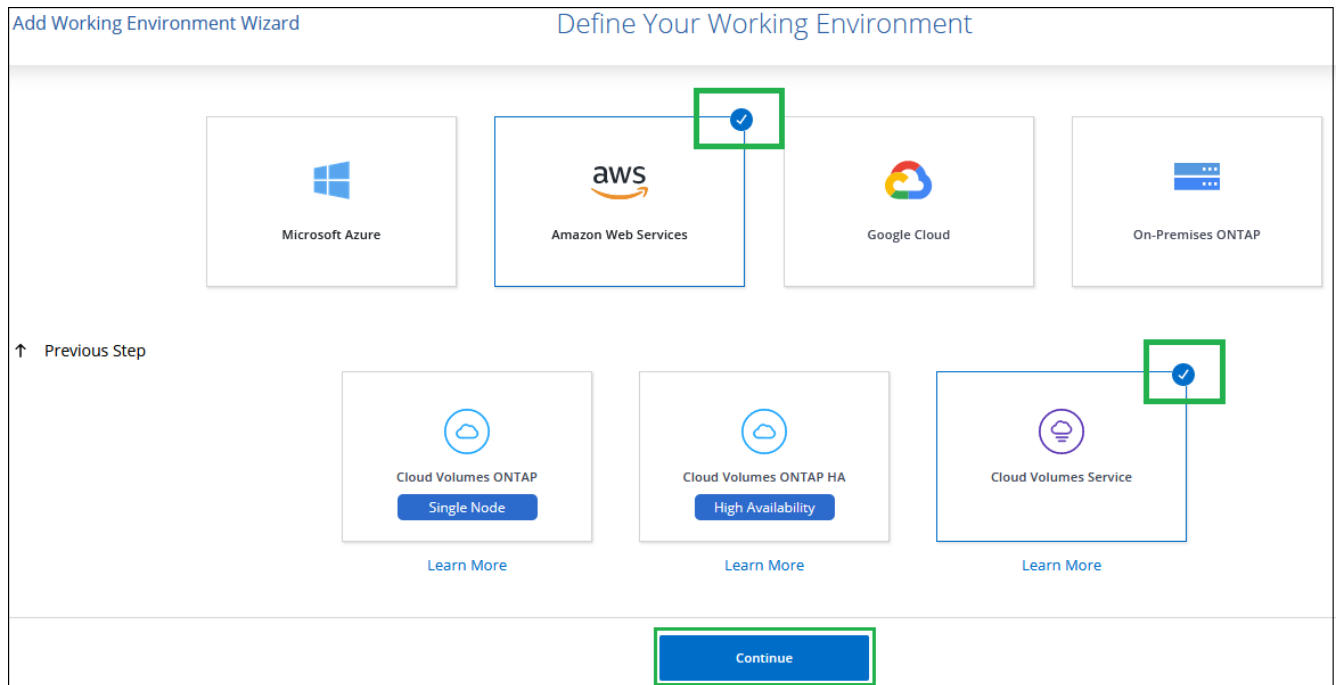 Add Working Environment Wizard
Define Your Working Environment
aws
Microsoft Azure
Amazon Web Services
Google Cloud
On-Premises ONTAP
↑ Previous Step
Cloud Volumes ONTAP
Single Node
Cloud Volumes ONTAP HA
High Availability
Cloud Volumes Service
Learn More
Learn More
Learn More
Continue